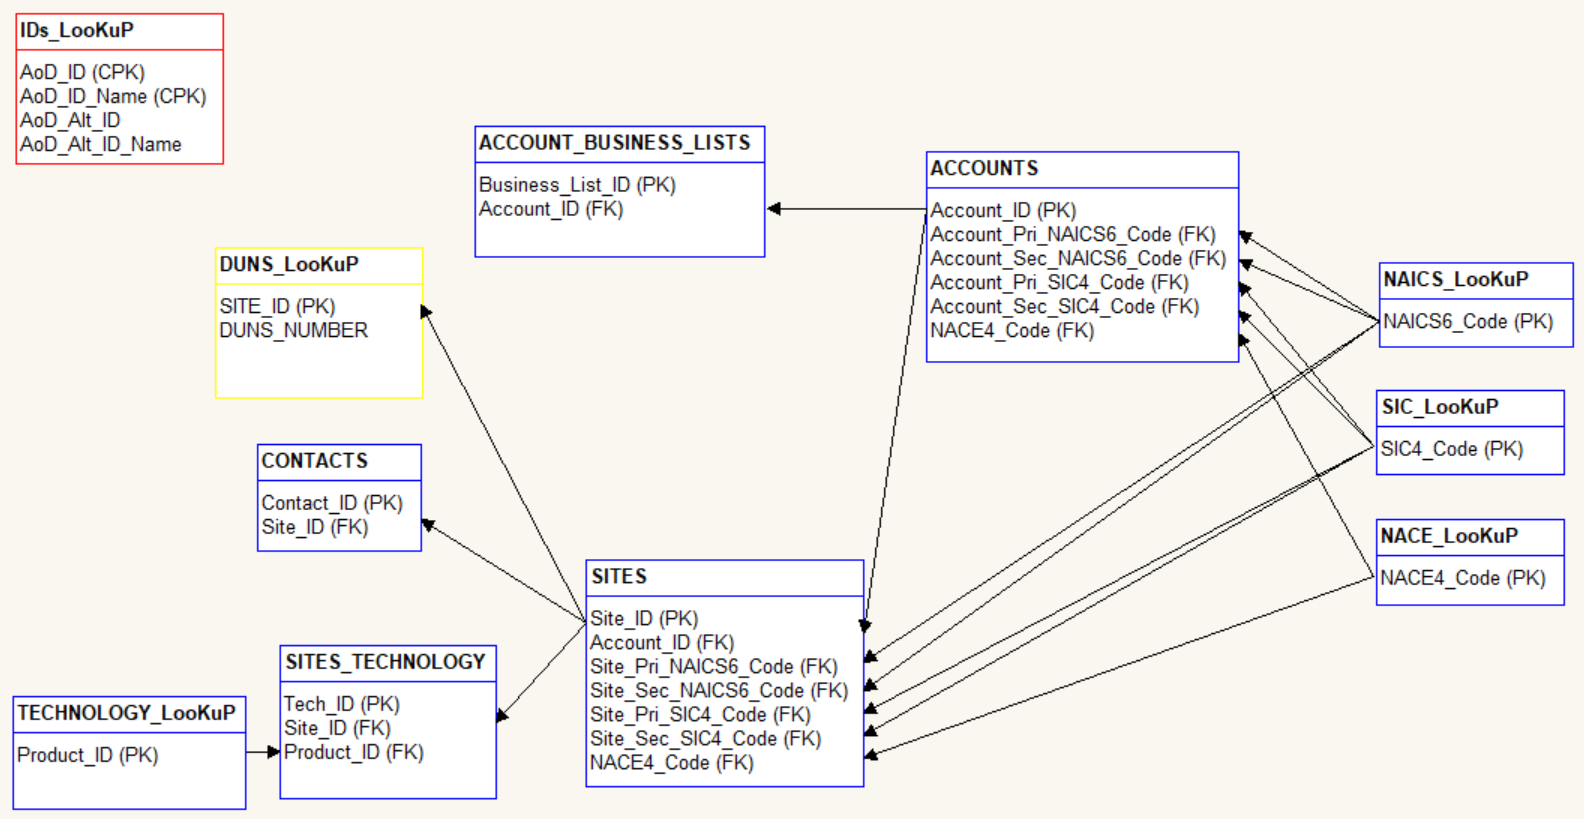 IDs_LooKuP
AoD_ID (CPK)
AoD_ID_Name (CPK)
AoD_Alt_ID
AoD_Alt_ID_Name
ACCOUNT_BUSINESS_LISTS
Business_List_ID (PK)
Account_ID (FK)
ACCOUNTS
Account_ID (PK)
Account_Pri_NAICS6_Code (FK)
Account_Sec_NAICS6_Code (FK)
Account_Pri_SIC4_Code (FK)
Account_Sec_SIC4_Code (FK)
NACE4_Code (FK)
DUNS_LooKuP
SITE_ID (PK)
DUNS_NUMBER
NAICS_LooKuP
NAICS6_Code (PK)
SIC_LooKuP
SIC4_Code (PK)
NACE_LooKuP
NACE4_Code (PK)
CONTACTS
Contact_ID (PK)
Site_ID (FK)
SITES
Site_ID (PK)
Account_ID (FK)
Site_Pri_NAICS6_Code (FK)
Site_Sec_NAICS6_Code (FK)
Site_Pri_SIC4_Code (FK)
Site_Sec_SIC4_Code (FK)
NACE4_Code (FK)
SITES_TECHNOLOGY
Tech_ID (PK)
Site_ID (FK)
Product_ID (FK)
TECHNOLOGY_LooKuP
Product_ID (PK)